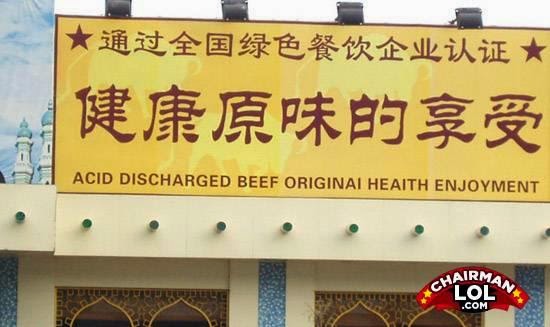 ★通过全国绿色餐饮企业认证★
健康原味的享受
ACID DISCHARGED BEEF ORIGINAI HEAITH ENJOYMENT
CHAIRMAN
LOL
.COM